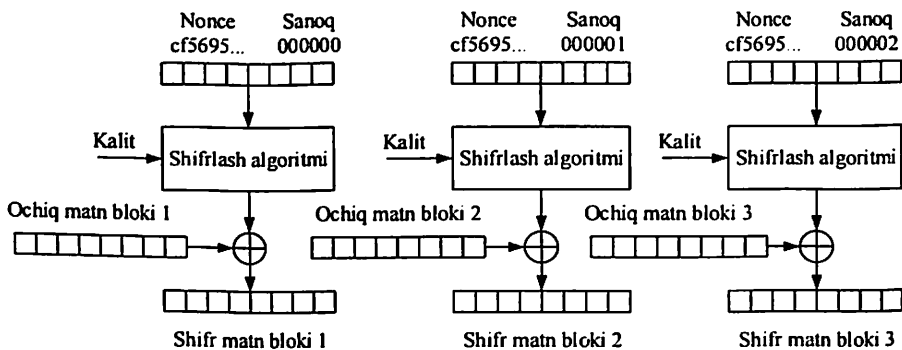 Nonce Sanoq Nonce Sanoq Nonce Sanoq
cf5695... 000000 cf5695... 000001 cf5695... 000002
Kalit Shifrlash algoritmi Kalit Shifrlash algoritmi Kalit Shifrlash algoritmi
Ochiq matn bloki 1 Ochiq matn bloki 2 Ochiq matn bloki 3
Shifr matn bloki 1 Shifr matn bloki 2 Shifr matn bloki 3